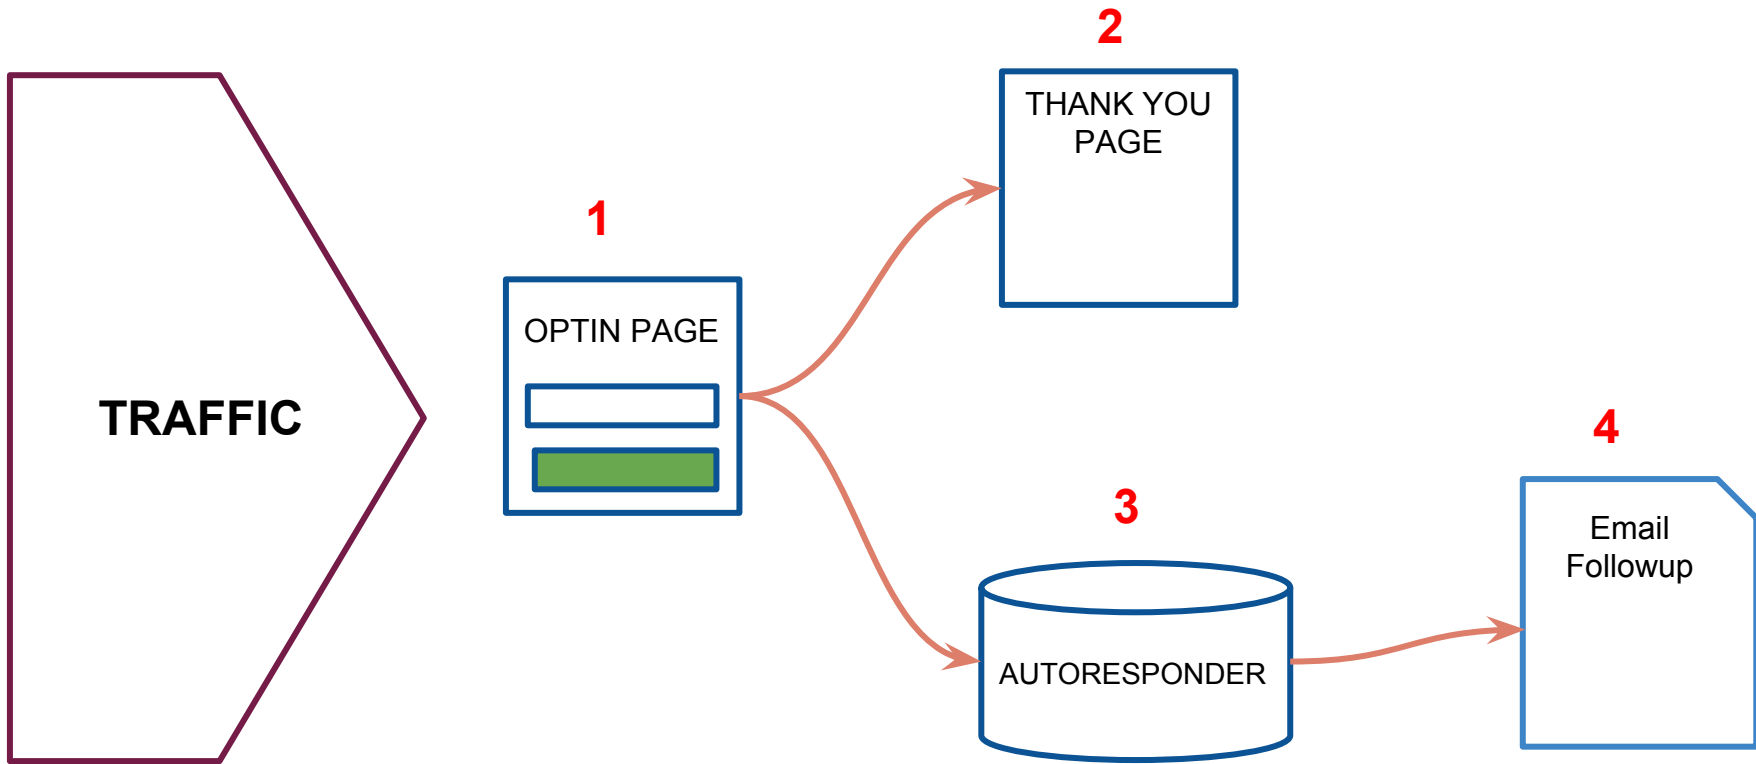 TRAFFIC
1
OPTIN PAGE
2
THANK YOU
PAGE
3
AUTORESPONDER
4
Email
Followup